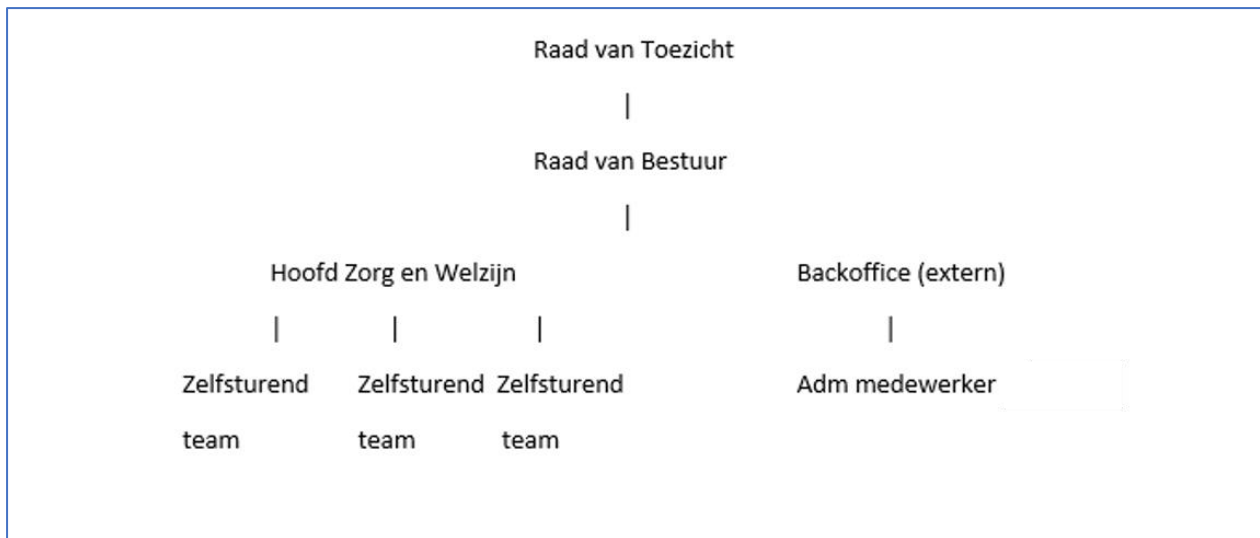 Raad van Toezicht
|
Raad van Bestuur
|
Hoofd Zorg en Welzijn Backoffice (extern)
| | | |
Zelfsturend Zelfsturend Zelfsturend Adm medewerker
team team team